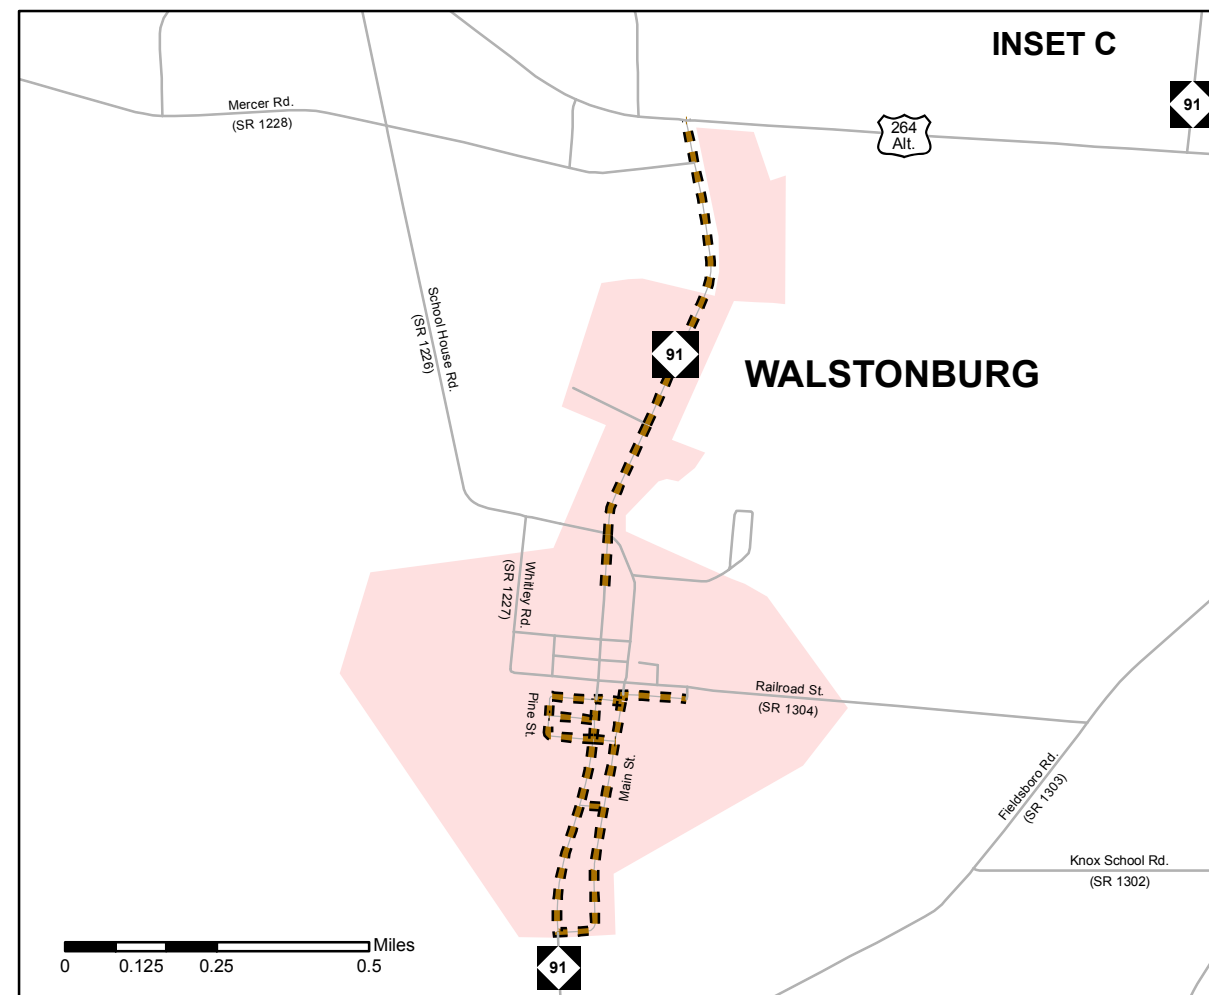 INSET C
91
Mercer Rd.
(SR 1228)
264
Alt.
School House Rd.
(SR 1226)
91
WALSTONBURG
Whitley Rd.
(SR 1227)
Railroad St.
(SR 1304)
Pine St.
Main St.
Fieldsboro Rd.
(SR 1303)
Knox School Rd.
(SR 1302)
Miles
0 0.125 0.25 0.5
91